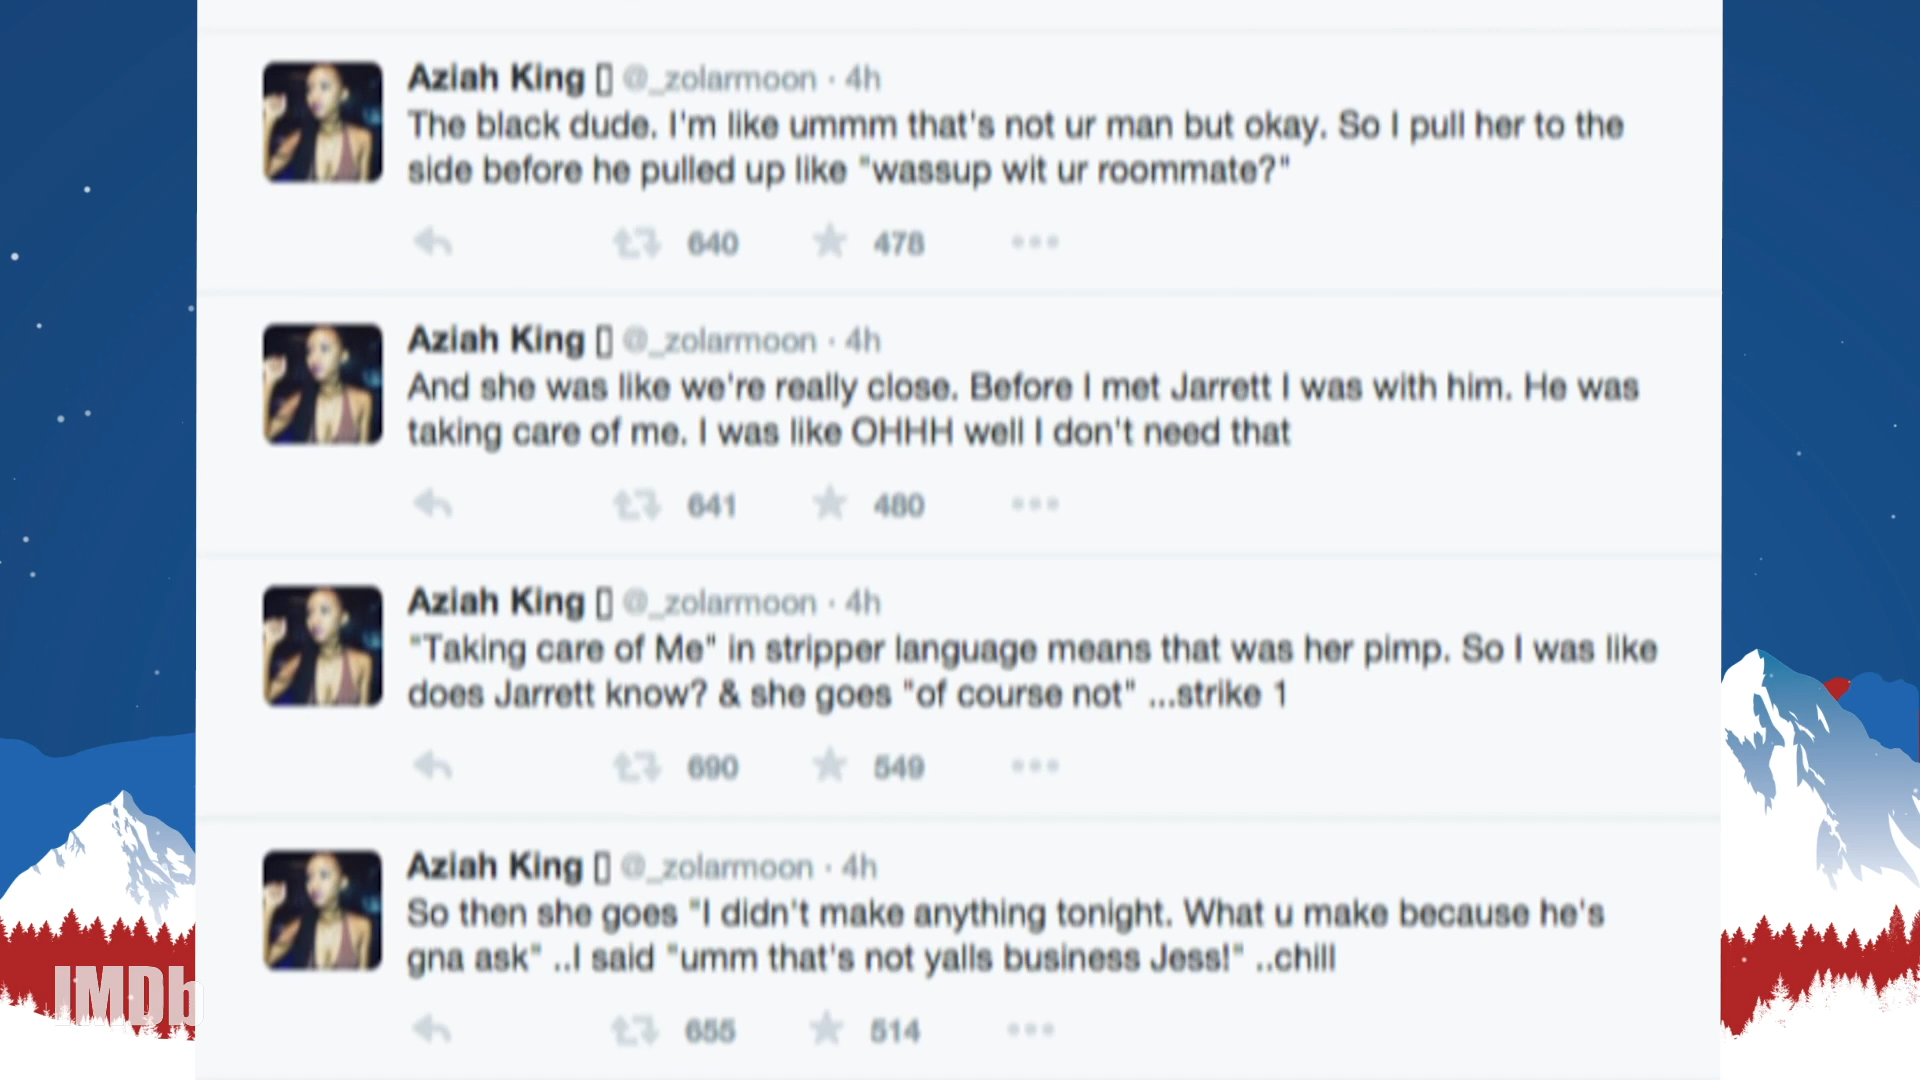 Aziah King @_zolarmoon · 4h
The black dude. I'm like ummm that's not ur man but okay. So I pull her to the
side before he pulled up like "wassup wit ur roommate?"
640 478
Aziah King @_zolarmoon · 4h
And she was like we're really close. Before I met Jarrett I was with him. He was
taking care of me. I was like OHHH well I don't need that
641 480
Aziah King @_zolarmoon · 4h
"Taking care of Me" in stripper language means that was her pimp. So I was like
does Jarrett know? & she goes "of course not" ...strike 1
690 549
Aziah King @_zolarmoon · 4h
So then she goes "I didn't make anything tonight. What u make because he's
gna ask" ..I said "umm that's not yalls business Jess!" ..chill
655 514
IMDb